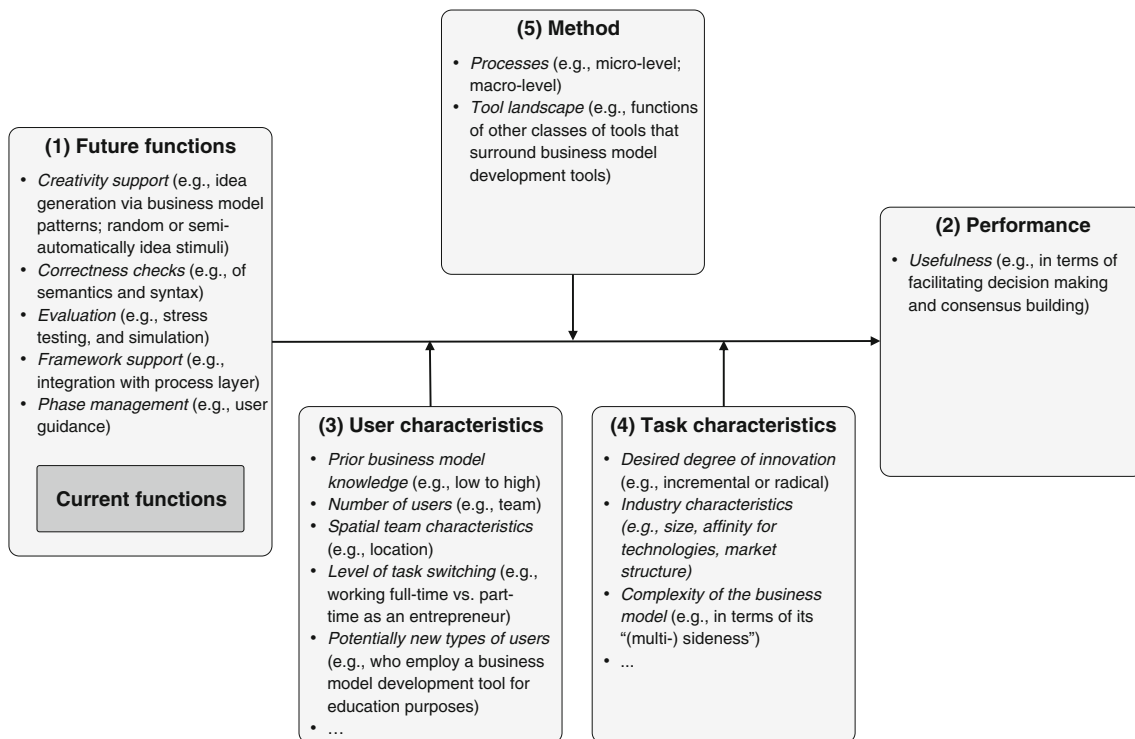 (5) Method
• Processes (e.g., micro-level;
macro-level)
• Tool landscape (e.g., functions
of other classes of tools that
surround business model
development tools)
(1) Future functions
• Creativity support (e.g., idea
generation via business model
patterns; random or semi-
automatically idea stimuli)
• Correctness checks (e.g., of
semantics and syntax)
• Evaluation (e.g., stress
testing, and simulation)
• Framework support (e.g.,
integration with process layer)
• Phase management (e.g., user
guidance)
Current functions
(2) Performance
• Usefulness (e.g., in terms of
facilitating decision making
and consensus building)
(3) User characteristics
• Prior business model
knowledge (e.g., low to high)
• Number of users (e.g., team)
• Spatial team characteristics
(e.g., location)
• Level of task switching (e.g.,
working full-time vs. part-
time as an entrepreneur)
• Potentially new types of users
(e.g., who employ a business
model development tool for
education purposes)
• ...
(4) Task characteristics
• Desired degree of innovation
(e.g., incremental or radical)
• Industry characteristics
(e.g., size, affinity for
technologies, market
structure)
• Complexity of the business
model (e.g., in terms of its
“(multi-) sideness”)
• ...